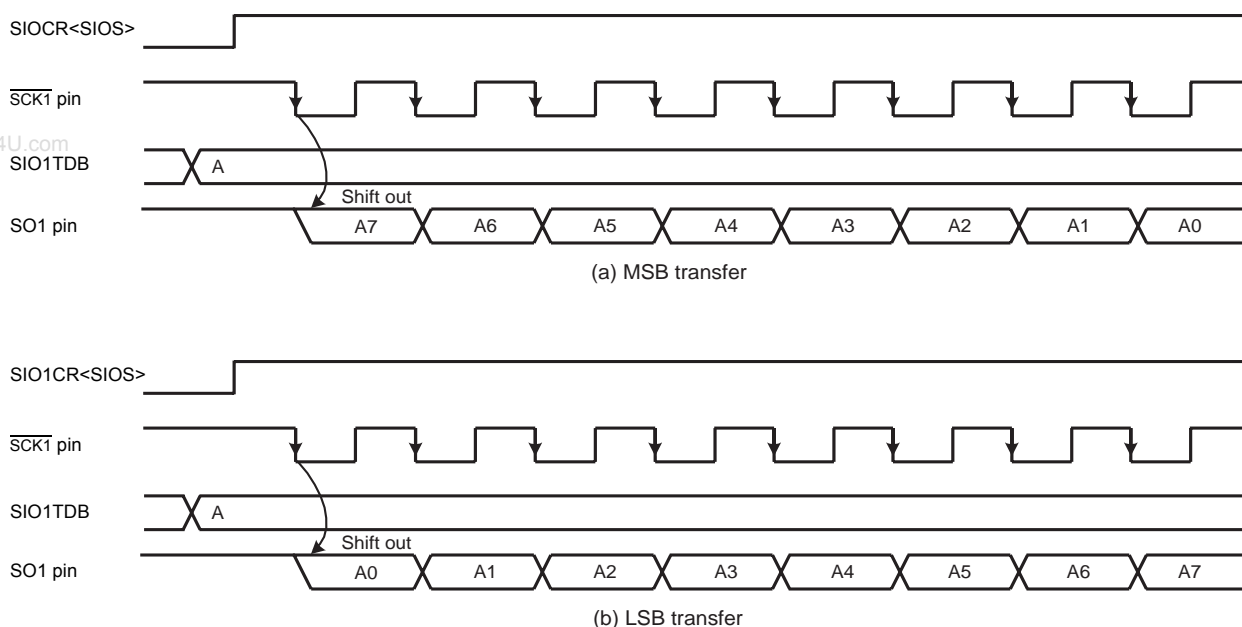 SIOCR<SIOS>
SCK1 pin
4U.com
SIO1TDB
A
Shift out
SO1 pin
A7 A6 A5 A4 A3 A2 A1 A0
(a) MSB transfer
SIO1CR<SIOS>
SCK1 pin
SIO1TDB
A
Shift out
SO1 pin
A0 A1 A2 A3 A4 A5 A6 A7
(b) LSB transfer